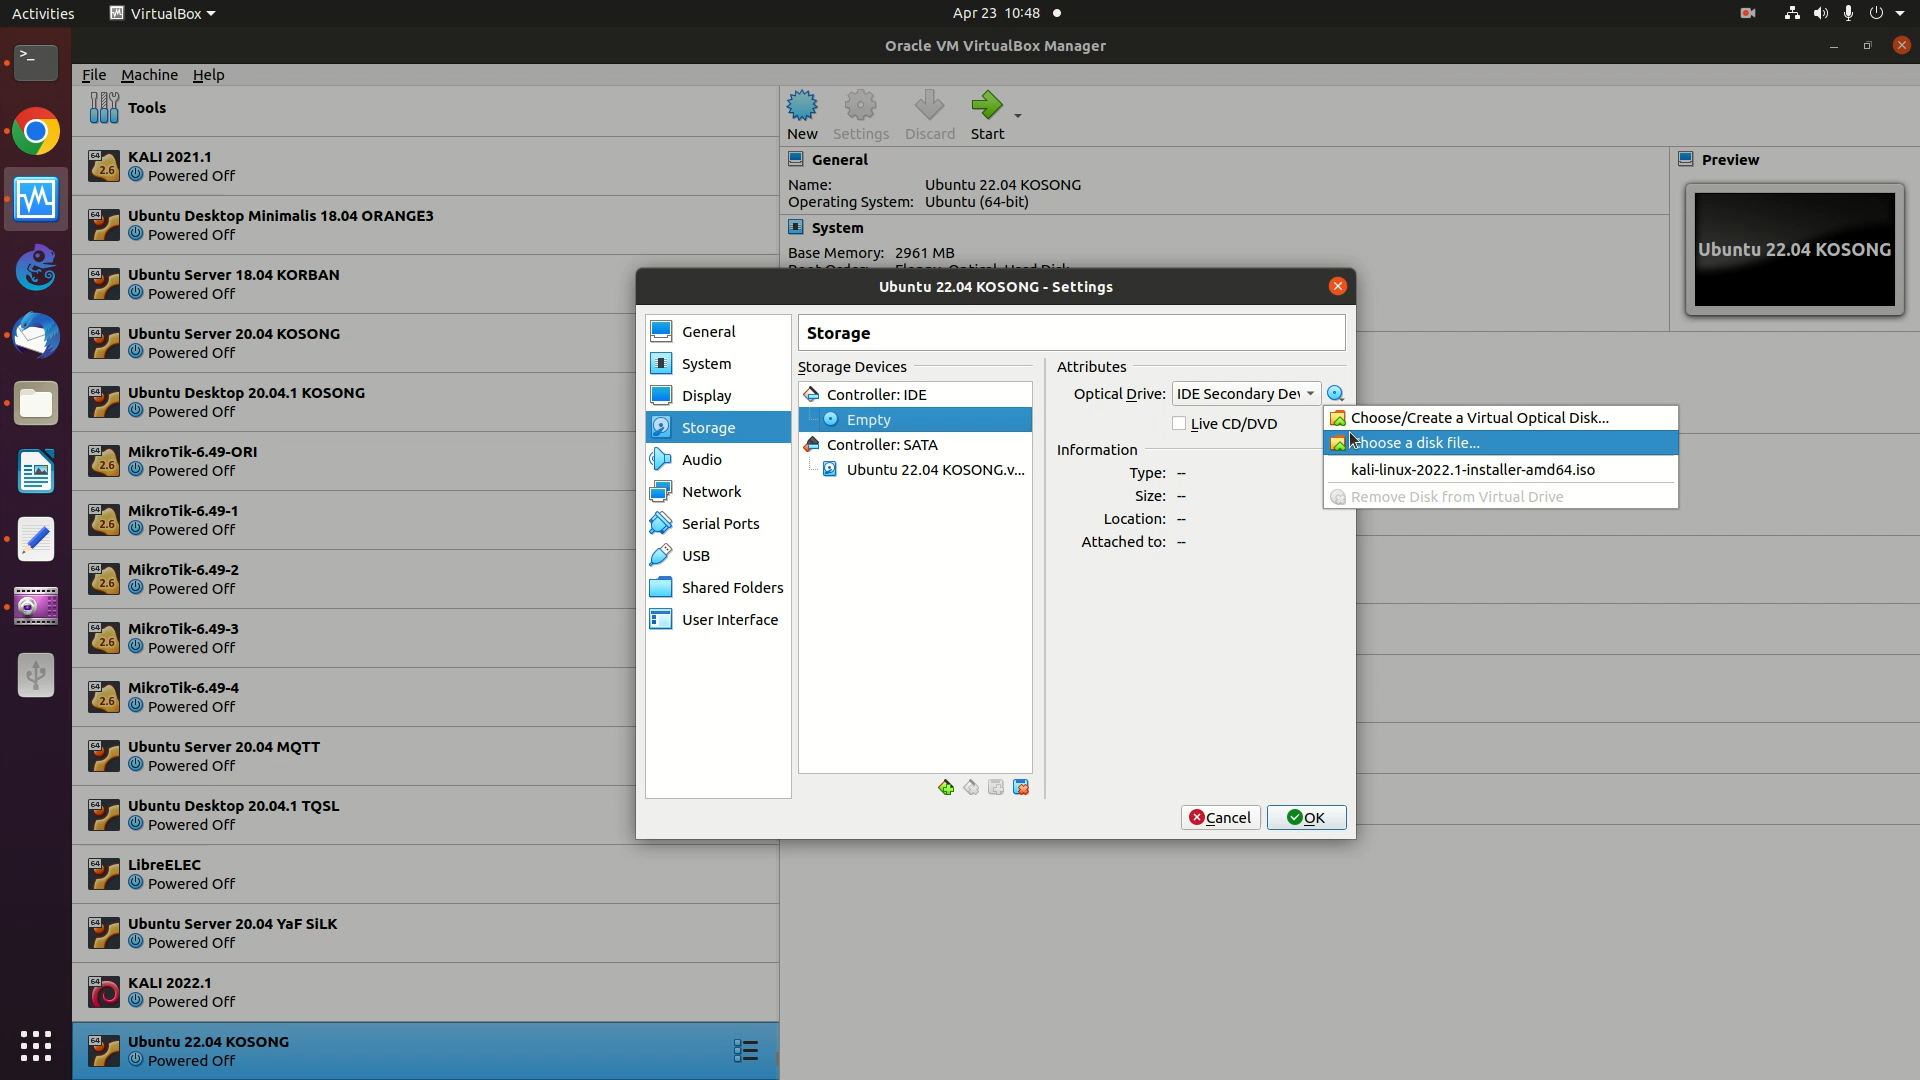 Activities VirtualBox Apr 23 10:48
Oracle VM VirtualBox Manager
File Machine Help
Tools
KALI 2021.1
Powered Off
Ubuntu Desktop Minimalis 18.04 ORANGE3
Powered Off
Ubuntu Server 18.04 KORBAN
Powered Off
Ubuntu Server 20.04 KOSONG
Powered Off
Ubuntu Desktop 20.04.1 KOSONG
Powered Off
MikroTik-6.49-ORI
Powered Off
MikroTik-6.49-1
Powered Off
MikroTik-6.49-2
Powered Off
MikroTik-6.49-3
Powered Off
MikroTik-6.49-4
Powered Off
Ubuntu Server 20.04 MQTT
Powered Off
Ubuntu Desktop 20.04.1 TQSL
Powered Off
LibreELEC
Powered Off
Ubuntu Server 20.04 YaF SiLK
Powered Off
KALI 2022.1
Powered Off
Ubuntu 22.04 KOSONG
Powered Off
New Settings Discard Start
General
Name: Ubuntu 22.04 KOSONG
Operating System: Ubuntu (64-bit)
System
Base Memory: 2961 MB
Preview
Ubuntu 22.04 KOSONG
Ubuntu 22.04 KOSONG - Settings
General
System
Display
Storage
Audio
Network
Serial Ports
USB
Shared Folders
User Interface
Storage
Storage Devices
Controller: IDE
Empty
Controller: SATA
Ubuntu 22.04 KOSONG.v...
Attributes
Optical Drive: IDE Secondary Dev
Live CD/DVD
Information
Type: --
Size: --
Location: --
Attached to: --
Choose/Create a Virtual Optical Disk...
hoose a disk file...
kali-linux-2022.1-installer-amd64.iso
Remove Disk from Virtual Drive
Cancel OK